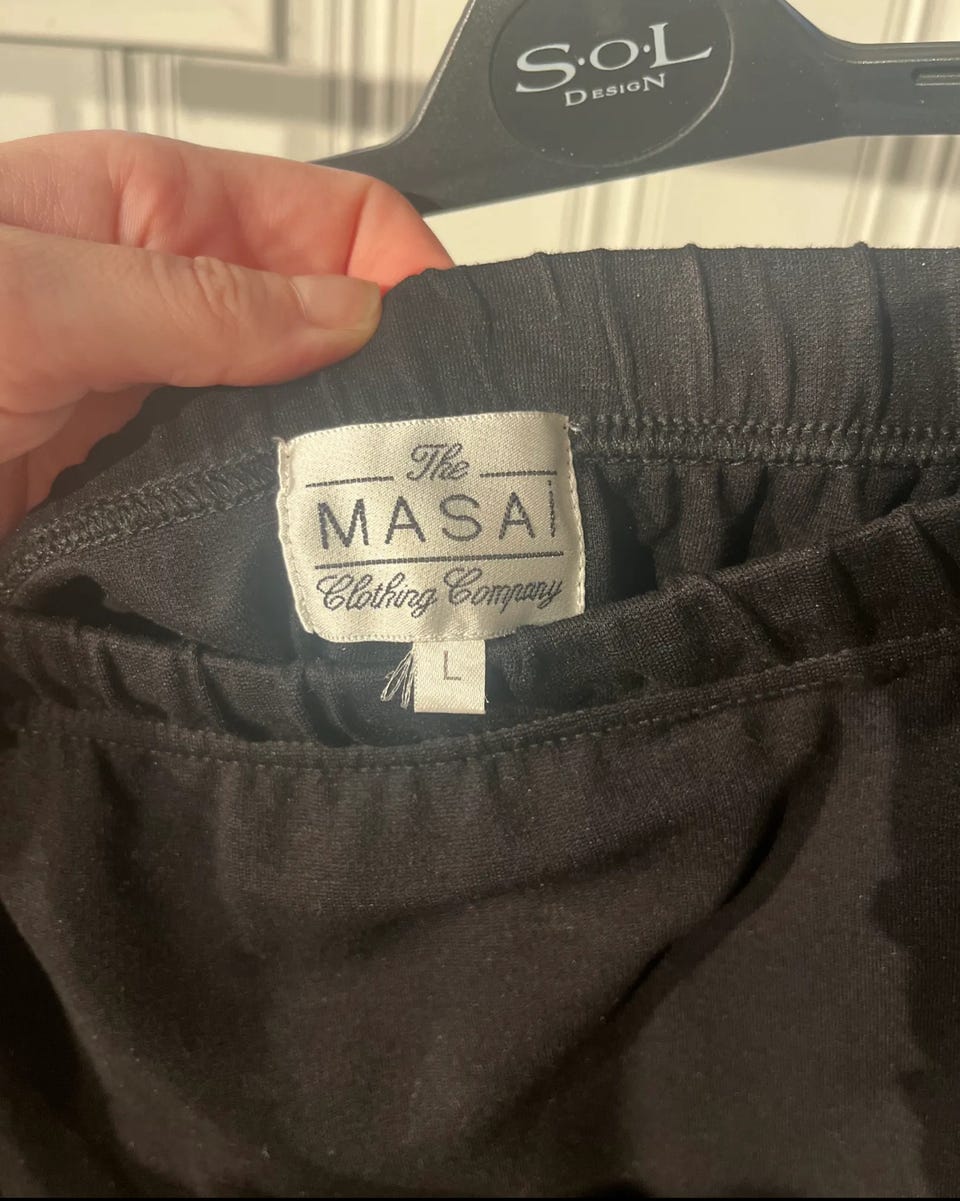 S·O·L
DESIGN
The
MASAi
Clothing Company
L